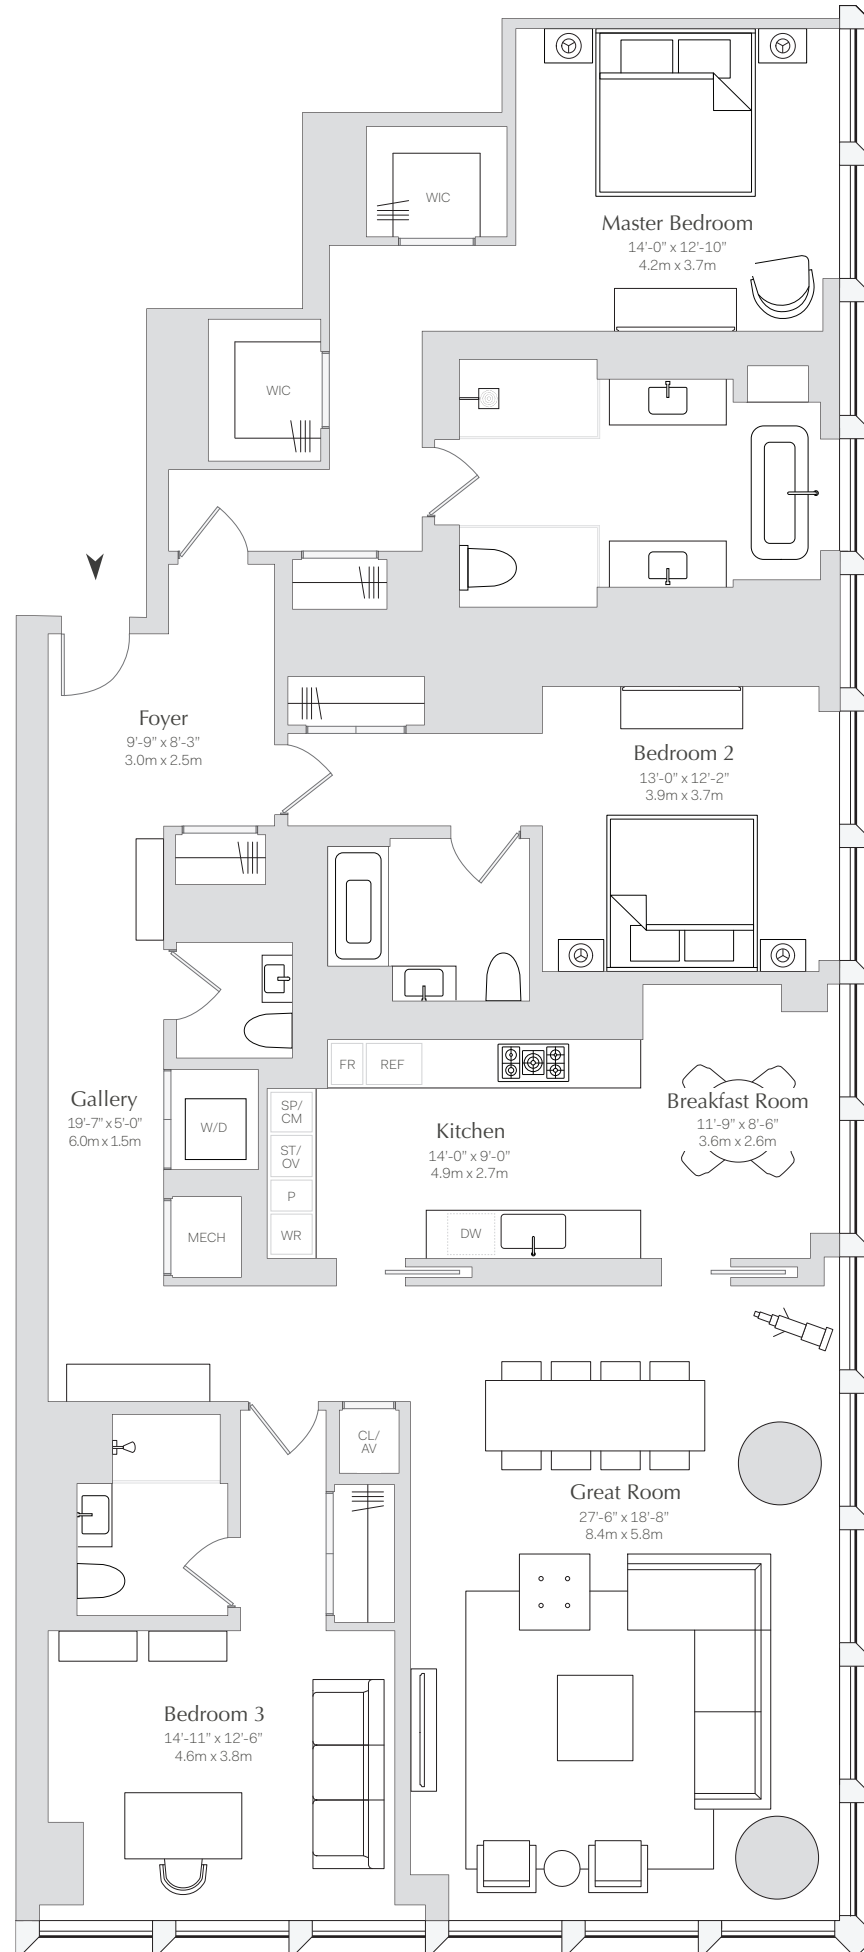 WIC
Master Bedroom
14'-0" x 12'-10"
4.2m x 3.7m
WIC
Foyer
9'-9" x 8'-3"
3.0m x 2.5m
Bedroom 2
13'-0" x 12'-2"
3.9m x 3.7m
FR
REF
Gallery
19'-7" x 5'-0"
6.0m x 1.5m
W/D
SP/
CM
ST/
OV
P
WR
MECH
Kitchen
14'-0" x 9'-0"
4.9m x 2.7m
DW
Breakfast Room
11'-9" x 8'-6"
3.6m x 2.6m
CL/
AV
Great Room
27'-6" x 18'-8"
8.4m x 5.8m
Bedroom 3
14'-11" x 12'-6"
4.6m x 3.8m